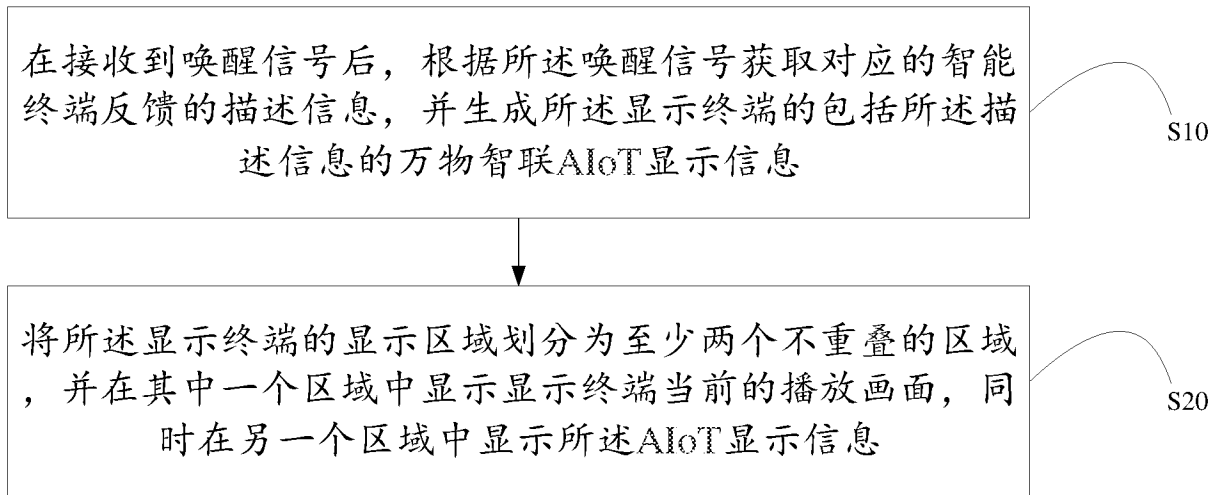 在接收到唤醒信号后，根据所述唤醒信号获取对应的智能
终端反馈的描述信息，并生成所述显示终端的包括所述描
述信息的万物智联AIoT显示信息
S10
将所述显示终端的显示区域划分为至少两个不重叠的区域
，并在其中一个区域中显示显示终端当前的播放画面，同
时在另一个区域中显示所述AIoT显示信息
S20